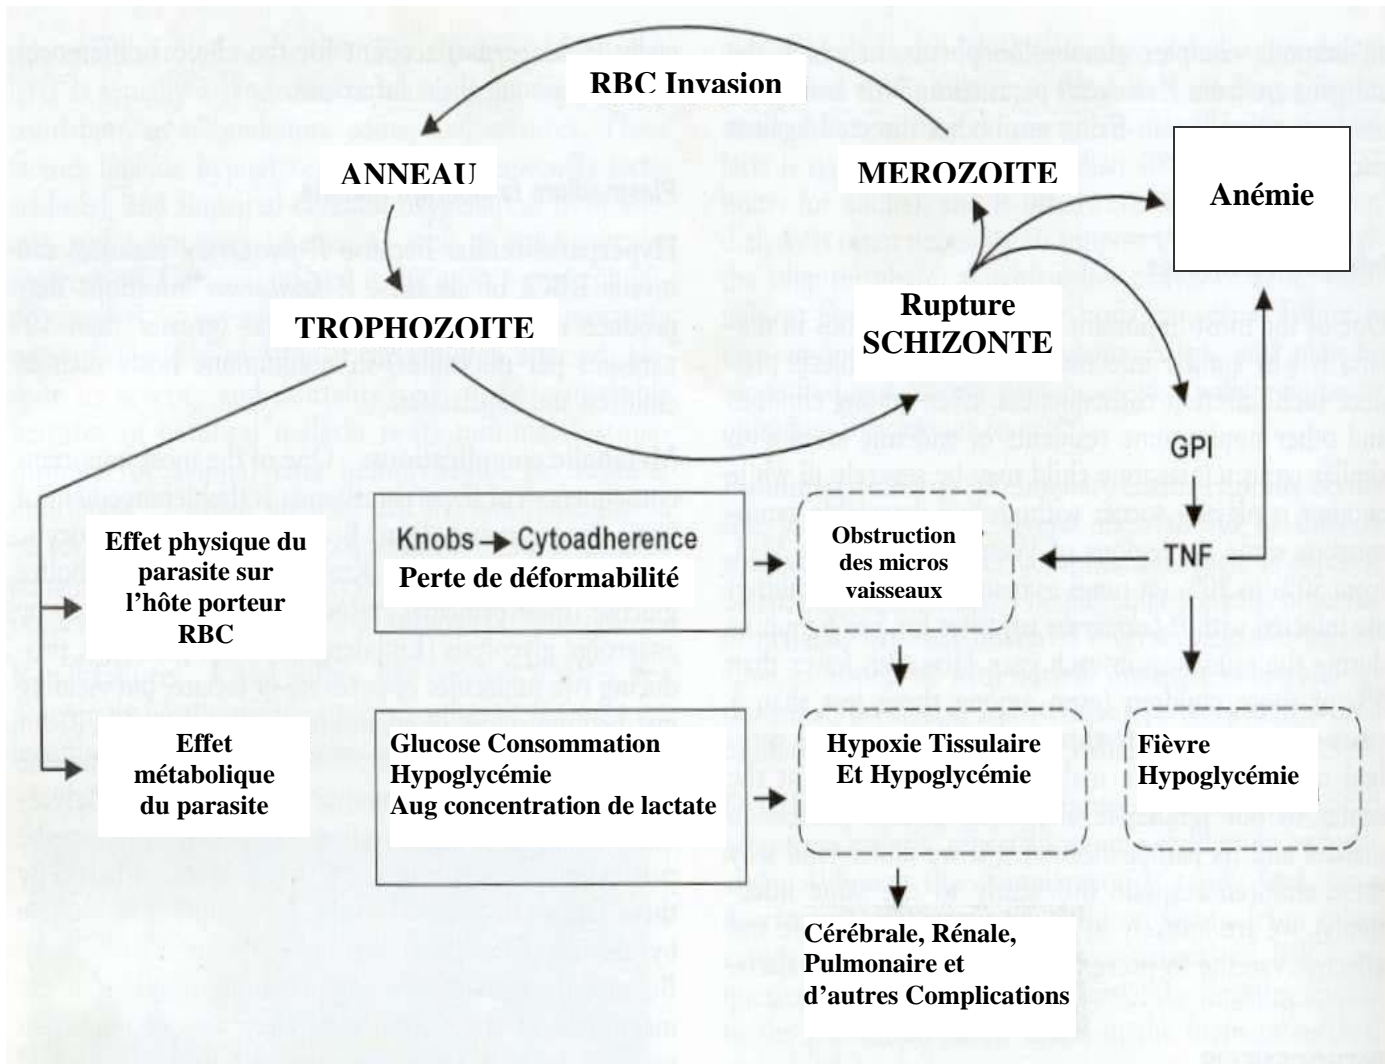 RBC Invasion
ANNEAU
MEROZOITE
Anémie
TROPHOZOITE
Rupture
SCHIZONTE
GPI
TNF
Effet physique du
parasite sur
l'hôte porteur
RBC
Knobs → Cytoadherence
Perte de déformabilité
Obstruction
des micros
vaisseaux
Effet
métabolique
du parasite
Glucose Consommation
Hypoglycémie
Aug concentration de lactate
Hypoxie Tissulaire
Et Hypoglycémie
Fièvre
Hypoglycémie
Cérébrale, Rénale,
Pulmonaire et
d'autres Complications